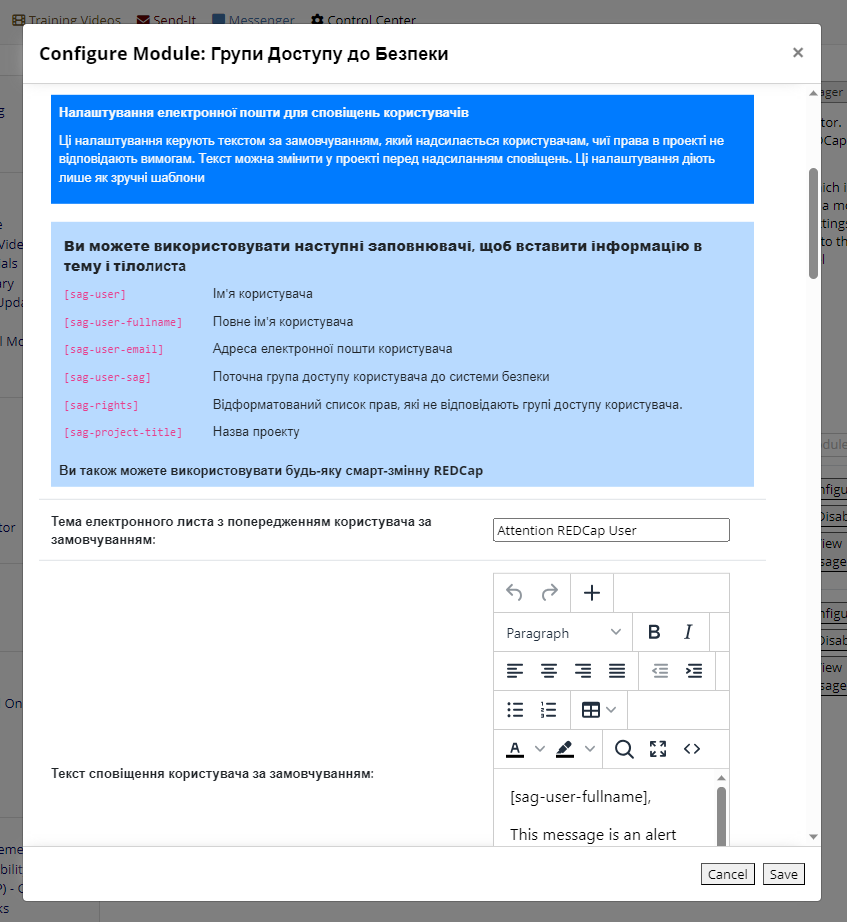 Training Videos Send-It Messenger Control Center
Configure Module: Групи Доступу до Безпеки
×
Налаштування електронної пошти для сповіщень користувачів
Ці налаштування керують текстом за замовчуванням, який надсилається користувачам, чиї права в проекті не
відповідають вимогам. Текст можна змінити у проекті перед надсиланням сповіщень. Ці налаштування діють
лише як зручні шаблони
Ви можете використовувати наступні заповнювачі, щоб вставити інформацію в
тему і тілолиста
[sag-user] Ім'я користувача
[sag-user-fullname] Повне ім'я користувача
[sag-user-email] Адреса електронної пошти користувача
[sag-user-sag] Поточна група доступу користувача до системи безпеки
[sag-rights] Відформатований список прав, які не відповідають групі доступу користувача.
[sag-project-title] Назва проекту
Ви також можете використовувати будь-яку смарт-змінну REDCap
Тема електронного листа з попередженням користувача за
замовчуванням:
Attention REDCap User
Paragraph
B I
Текст сповіщення користувача за замовчуванням:
[sag-user-fullname],
This message is an alert
Cancel Save